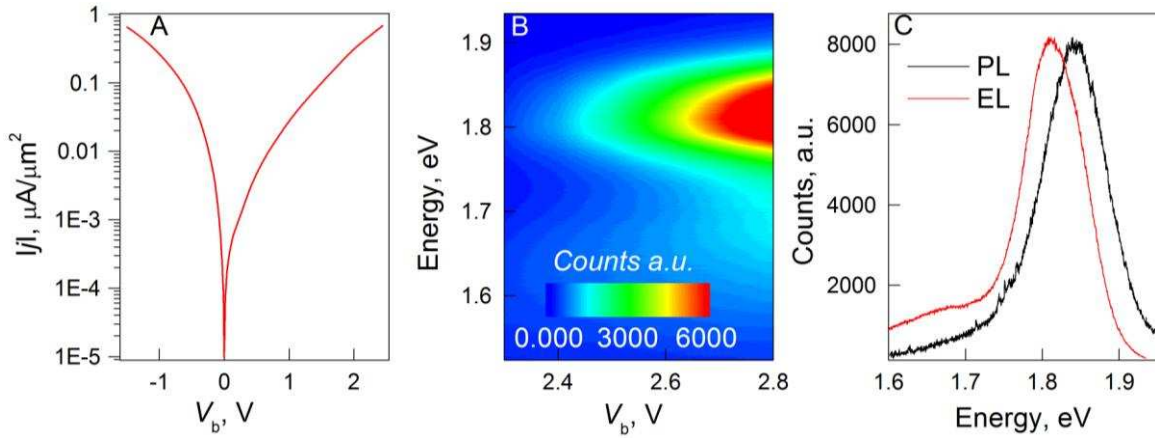 A
|j|, μA/μm²
1
0.1
0.01
1E-3
1E-4
1E-5
-1 0 1 2
V_b, V
B
Energy, eV
1.9
1.8
1.7
1.6
Counts a.u.
0.000 3000 6000
2.4 2.6 2.8
V_b, V
C
PL
EL
Counts, a.u.
8000
6000
4000
2000
1.6 1.7 1.8 1.9
Energy, eV